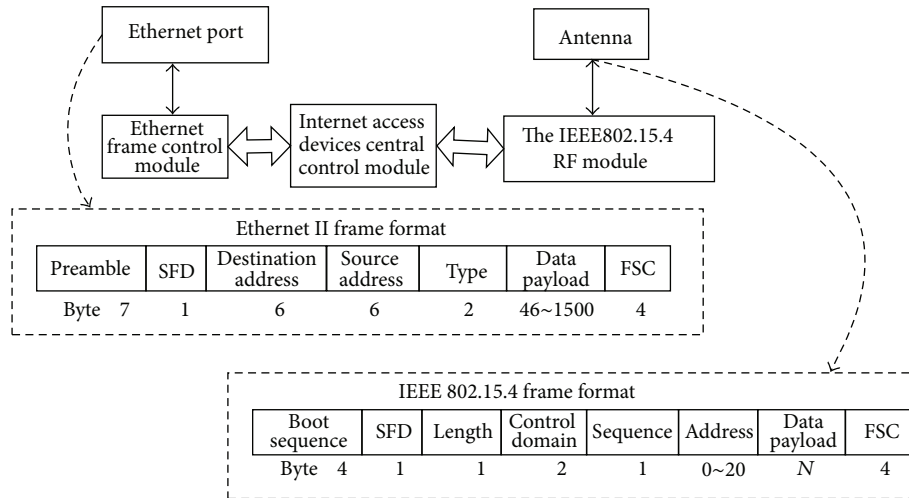 Ethernet port
Antenna
Ethernet
frame control
module
Internet access
devices central
control module
The IEEE802.15.4
RF module
Ethernet II frame format
Preamble SFD Destination address Source address Type Data payload FSC
Byte 7 1 6 6 2 46~1500 4
IEEE 802.15.4 frame format
Boot sequence SFD Length Control domain Sequence Address Data payload FSC
Byte 4 1 1 2 1 0~20 N 4